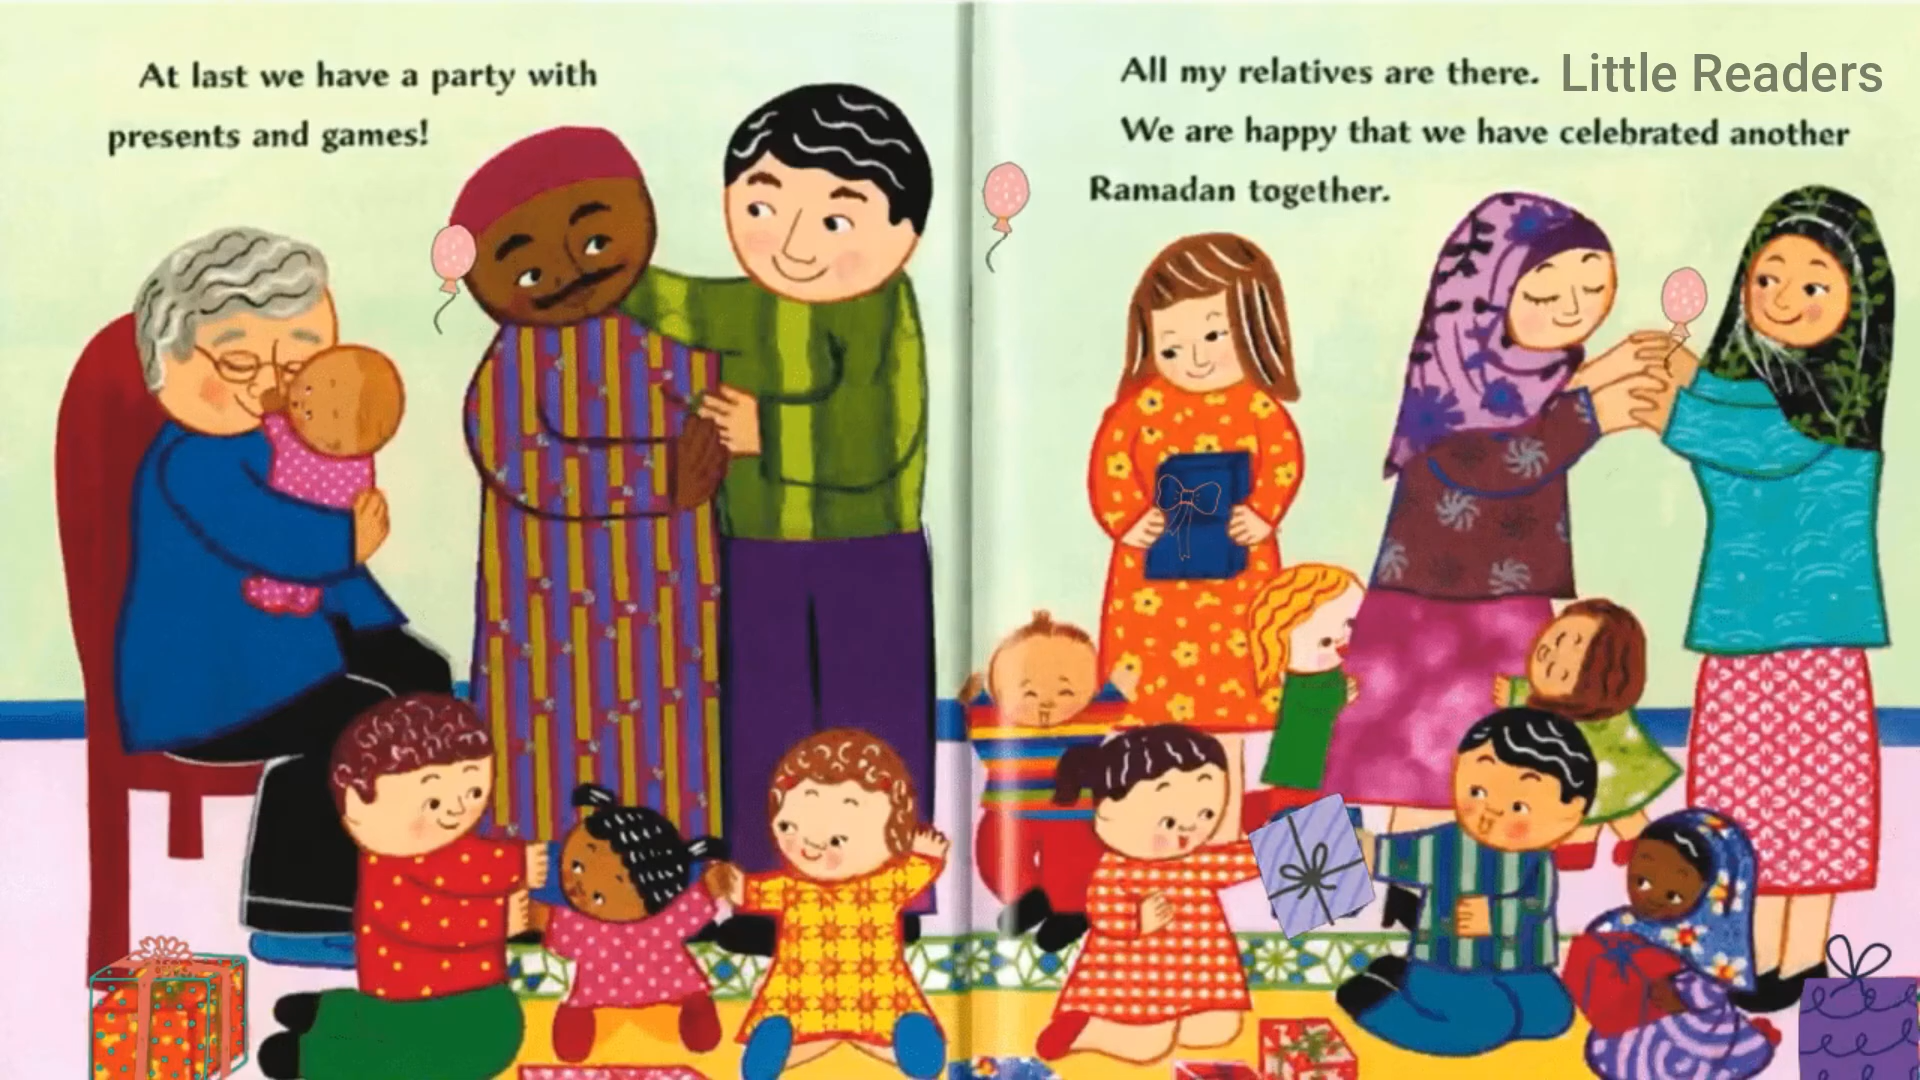 At last we have a party with
presents and games!
All my relatives are there.
Little Readers
We are happy that we have celebrated another
Ramadan together.